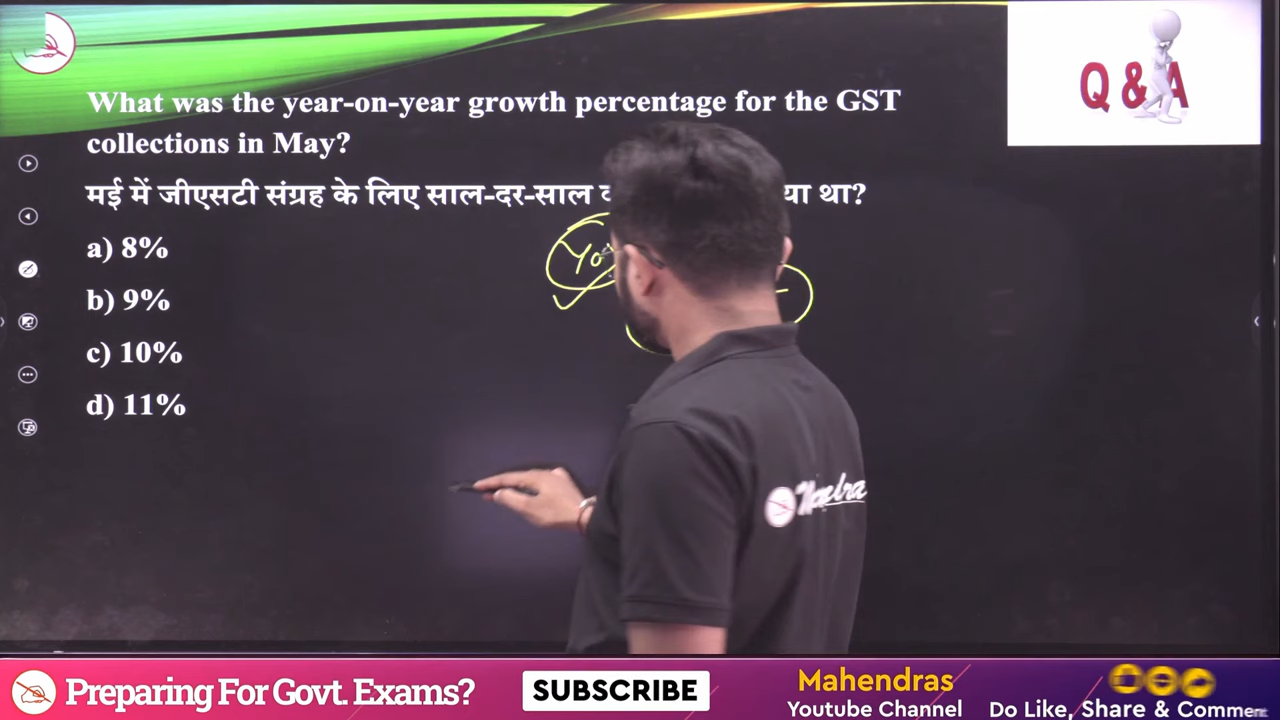 Q & A
What was the year-on-year growth percentage for the GST
collections in May?
मई में जीएसटी संग्रह के लिए साल-दर-साल था?
a) 8%
b) 9%
c) 10%
d) 11%
Preparing For Govt. Exams?
SUBSCRIBE
Mahendras
Youtube Channel
Do Like, Share &